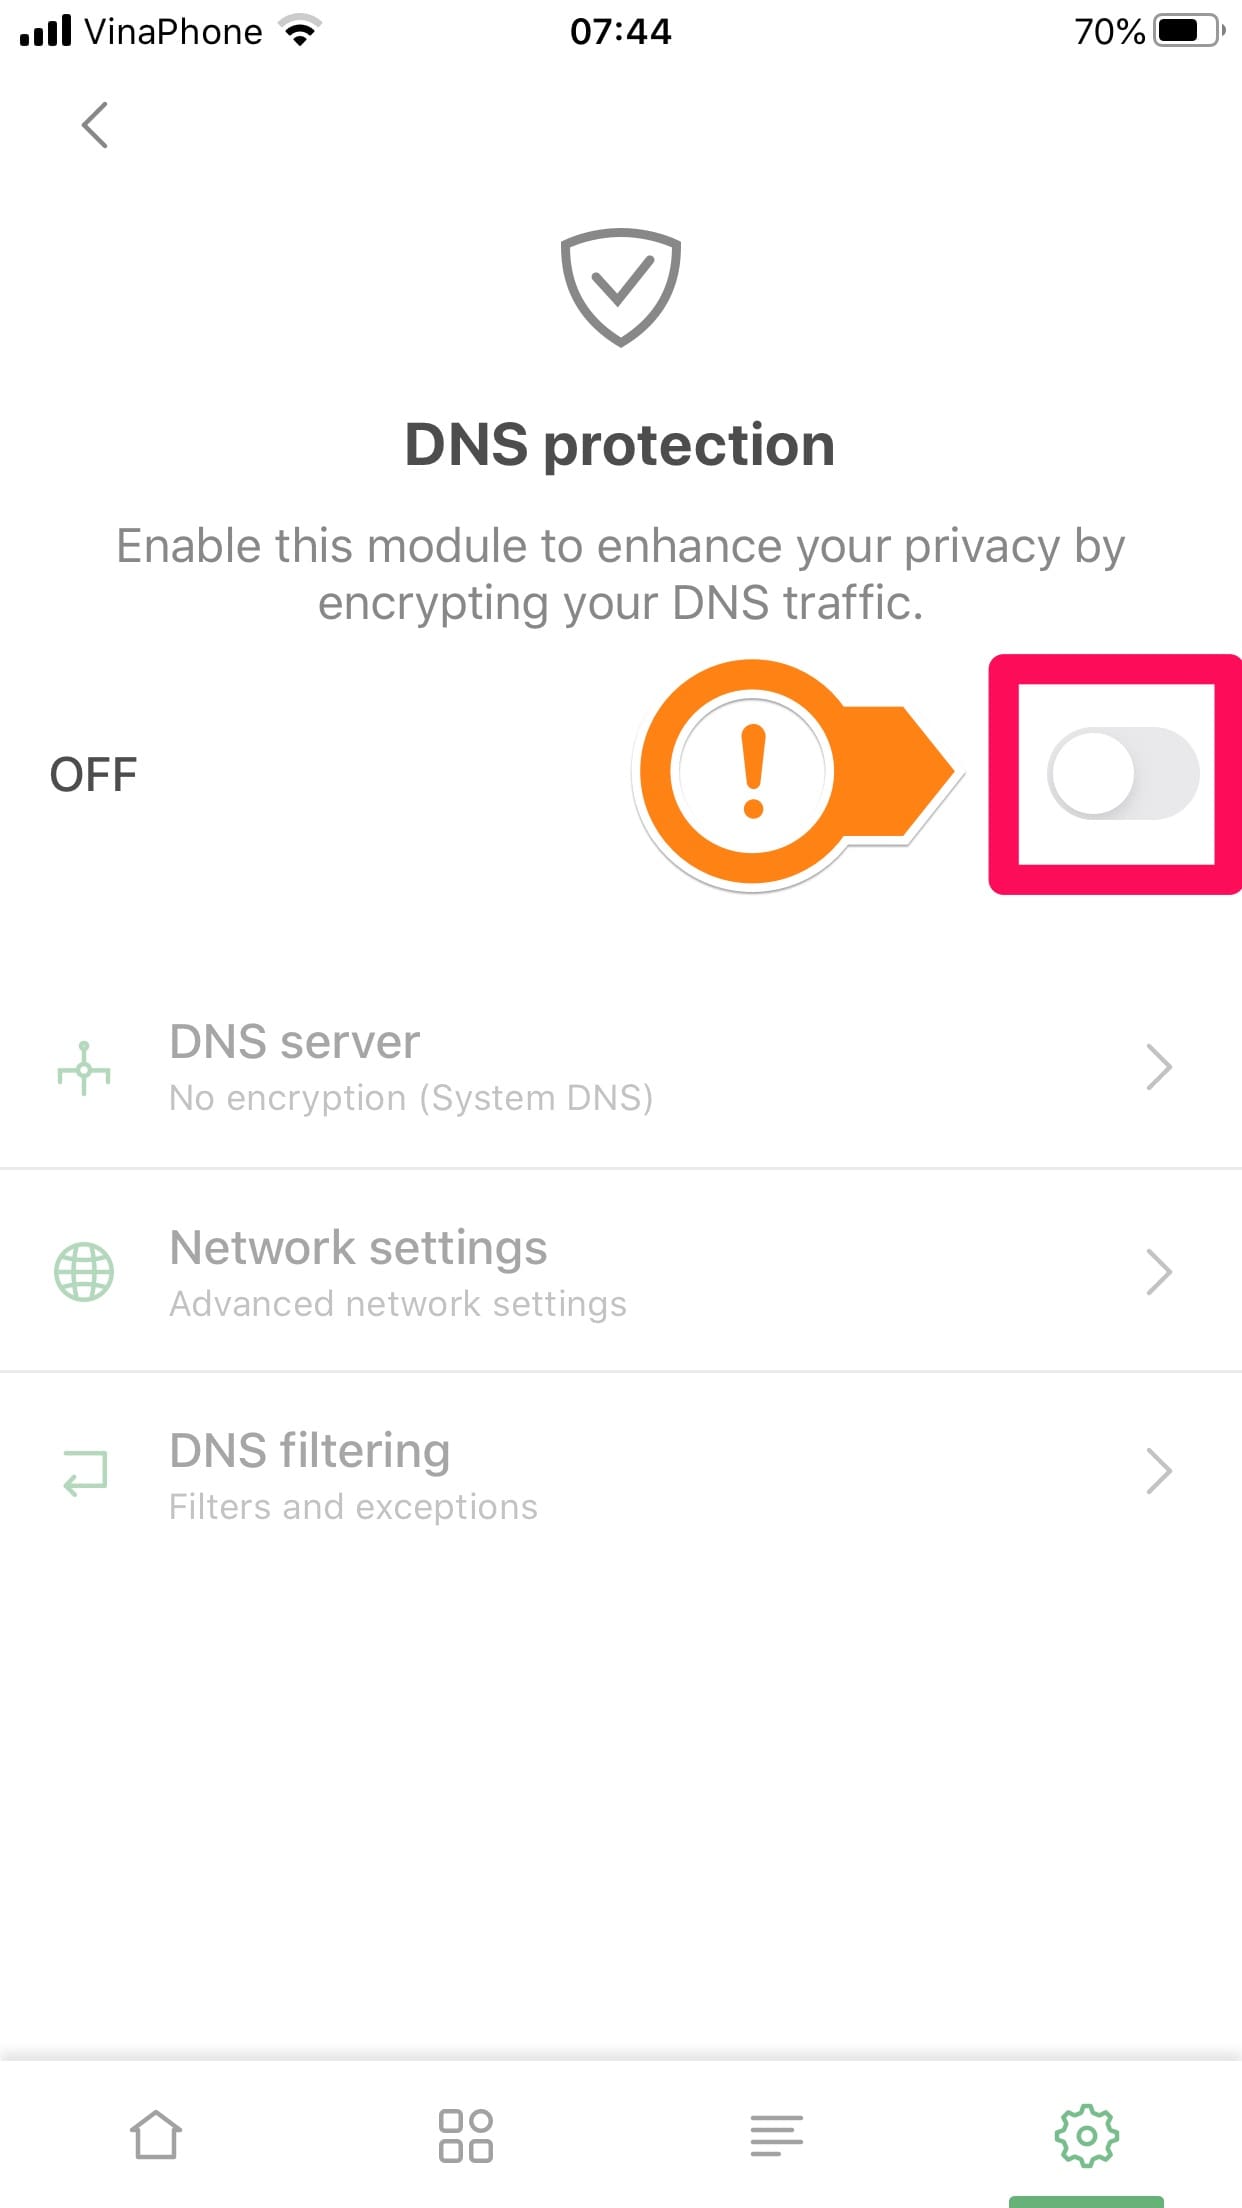 VinaPhone
07:44
70%
DNS protection
Enable this module to enhance your privacy by
encrypting your DNS traffic.
OFF
!
DNS server
No encryption (System DNS)
Network settings
Advanced network settings
DNS filtering
Filters and exceptions